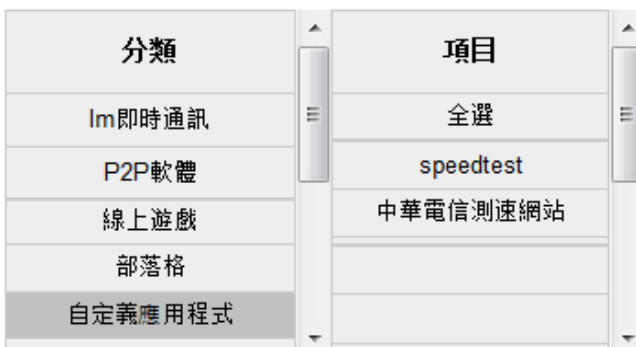 分類
Im即時通訊
P2P軟體
線上遊戲
部落格
自定義應用程式
項目
全選
speedtest
中華電信測速網站